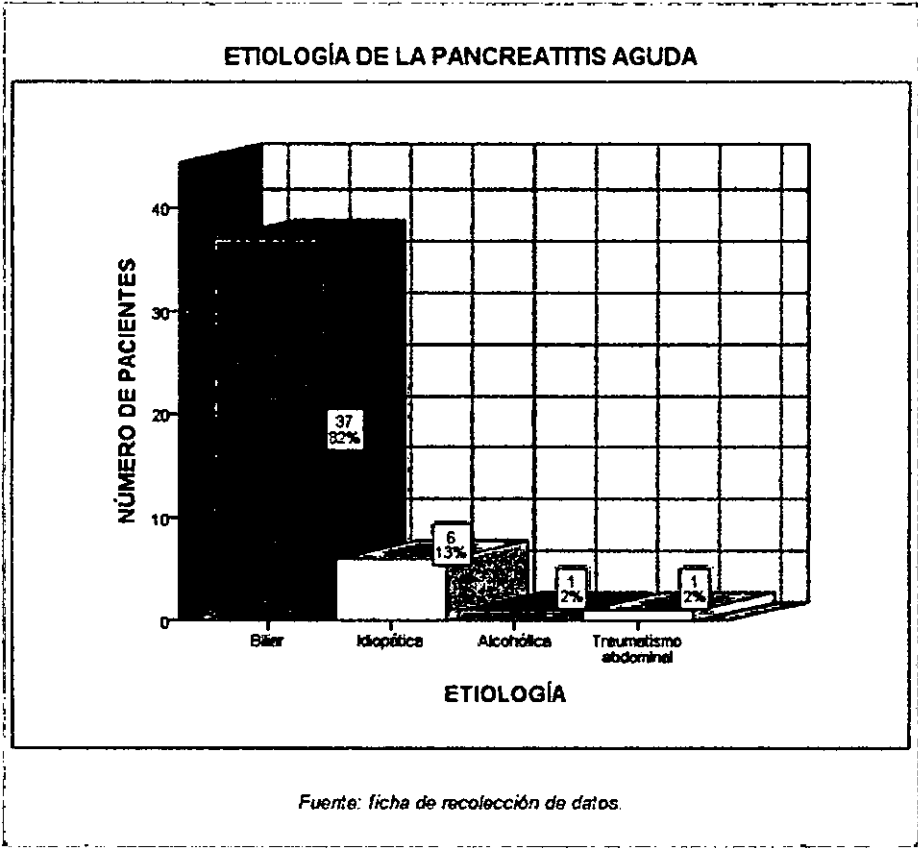 ETIOLOGÍA DE LA PANCREATITIS AGUDA
NÚMERO DE PACIENTES
40
30
20
10
0
37
82%
6
13%
1
2%
1
2%
Biliar
Idiopática
Alcohólica
Traumatismo
abdominal
ETIOLOGÍA
Fuente: ficha de recolección de datos.